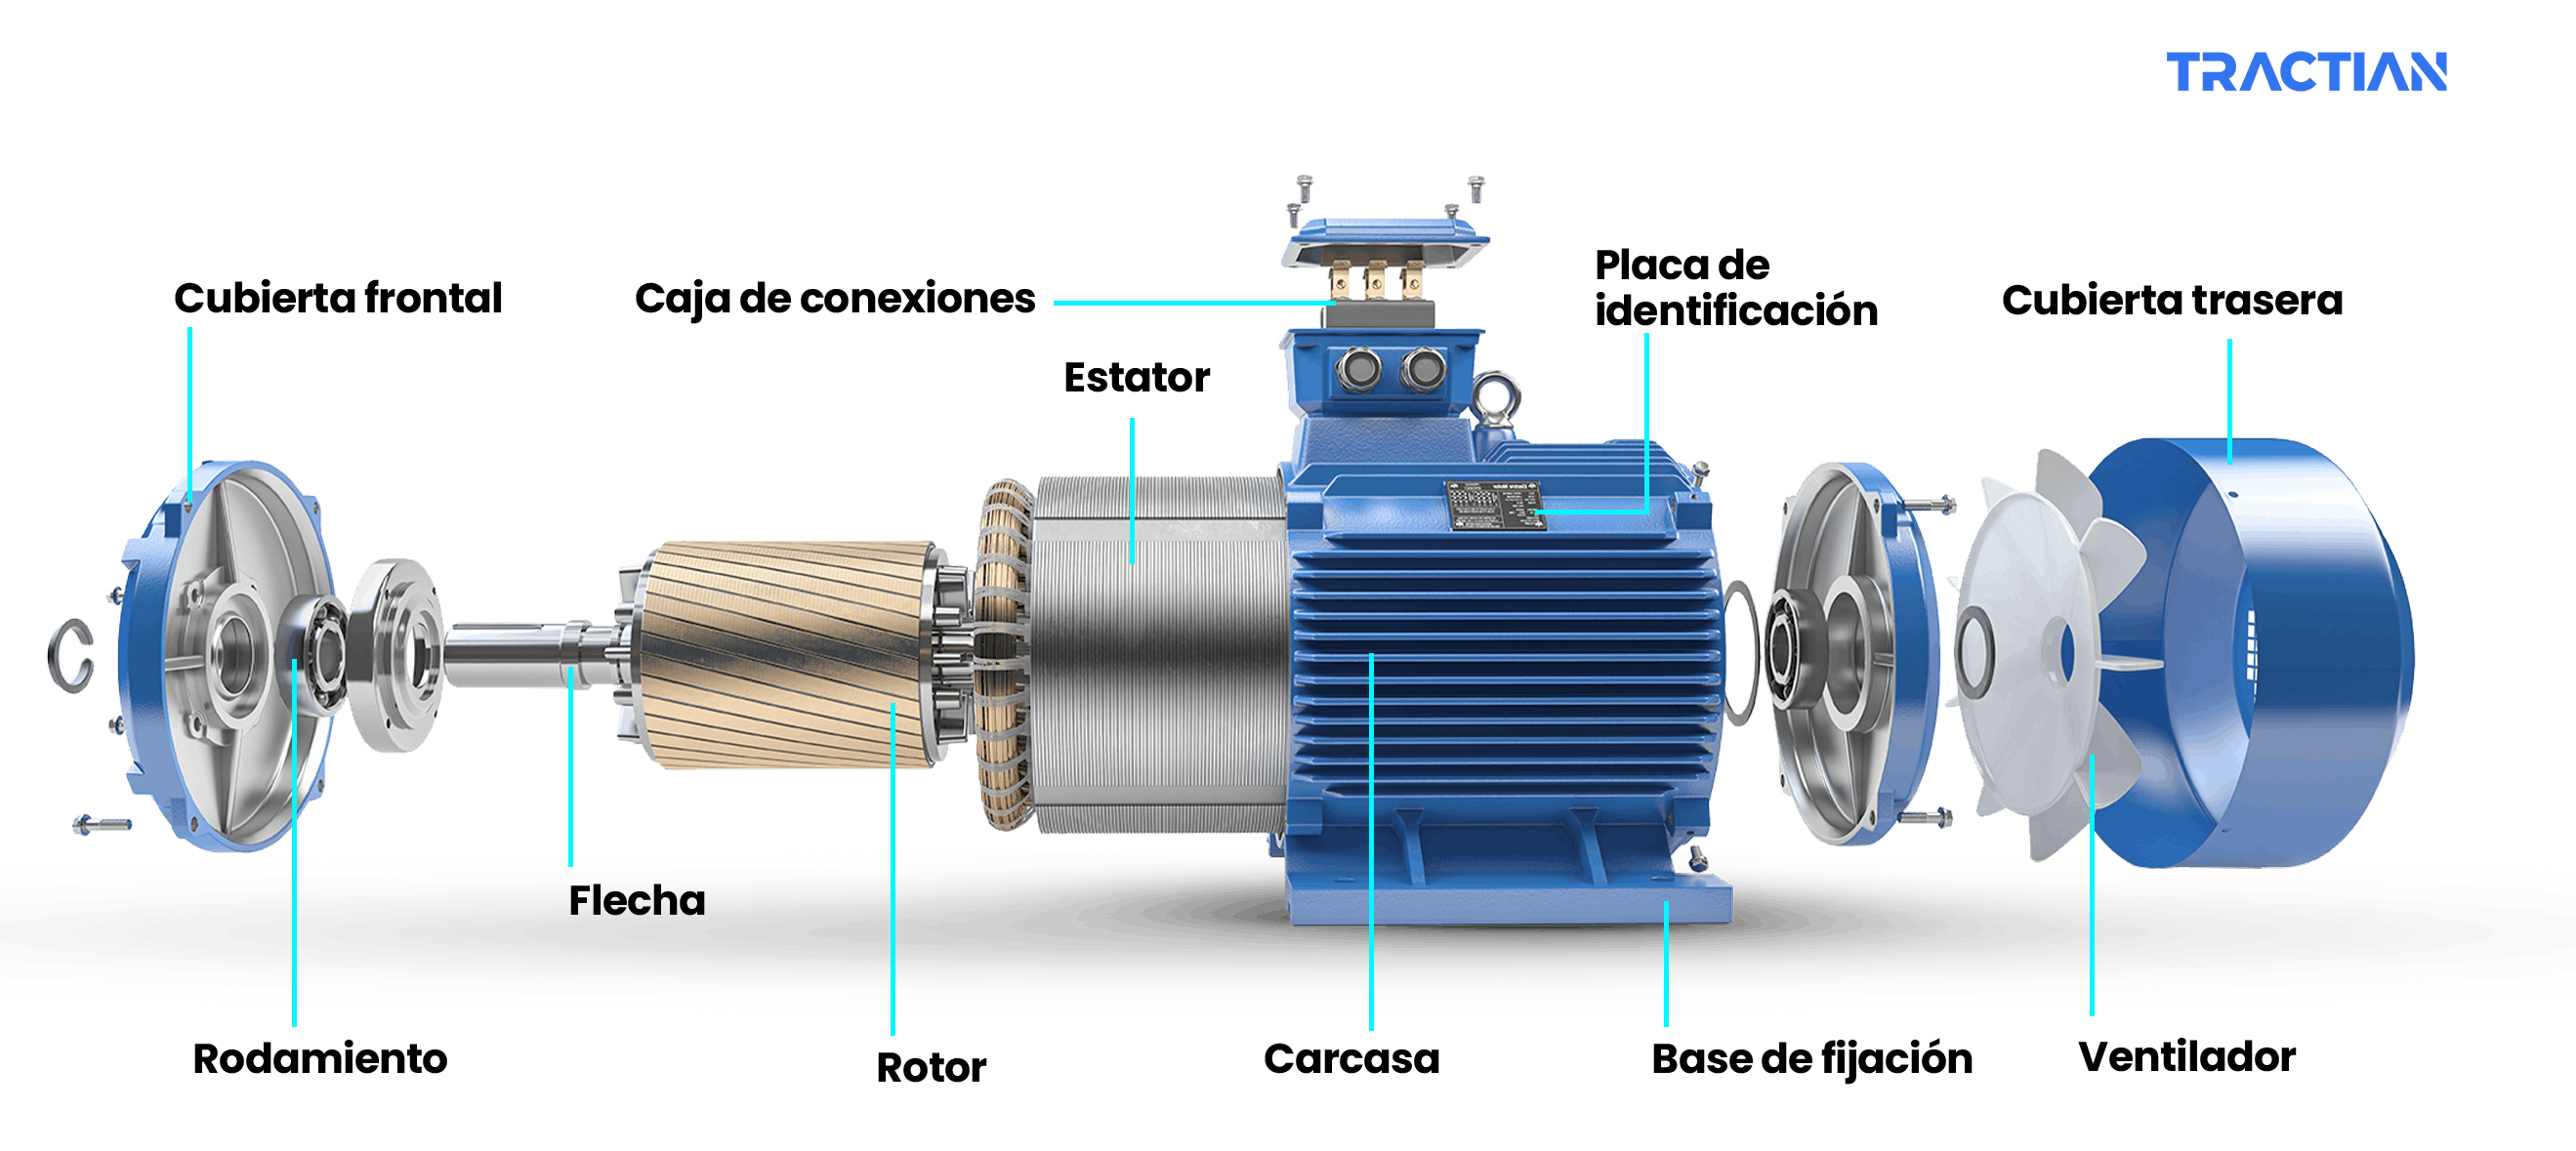 TRACTIAN
Cubierta frontal
Caja de conexiones
Placa de
identificación
Cubierta trasera
Estator
Flecha
Rodamiento
Rotor
Carcasa
Base de fijación
Ventilador